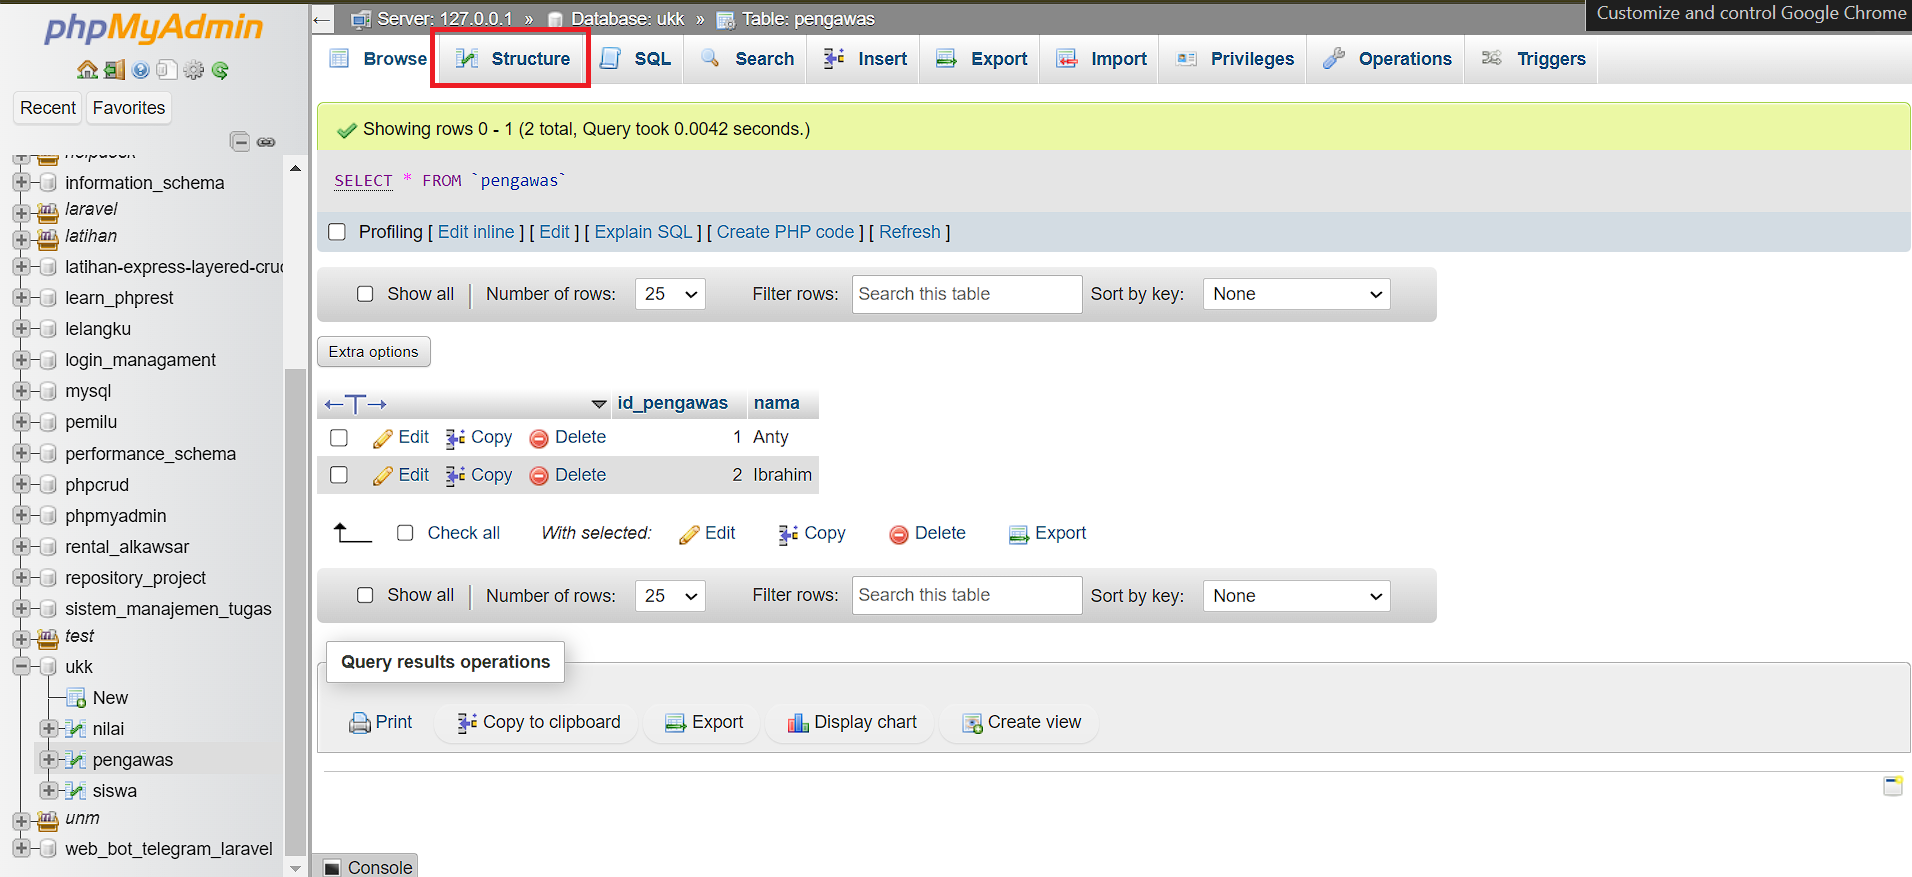 phpMyAdmin
Recent Favorites
helpdesk
information_schema
laravel
latihan
latihan-express-layered-cruc
learn_phprest
lelangku
login_managament
mysql
pemilu
performance_schema
phpcrud
phpmyadmin
rental_alkawsar
repository_project
sistem_manajemen_tugas
test
ukk
New
nilai
pengawas
siswa
unm
web_bot_telegram_laravel
Server: 127.0.0.1 » Database: ukk » Table: pengawas
Customize and control Google Chrome
Browse Structure SQL Search Insert Export Import Privileges Operations Triggers
Showing rows 0 - 1 (2 total, Query took 0.0042 seconds.)
SELECT * FROM `pengawas`
Profiling [ Edit inline ] [ Edit ] [ Explain SQL ] [ Create PHP code ] [ Refresh ]
Show all Number of rows: 25 Filter rows: Search this table Sort by key: None
Extra options
id_pengawas nama
Edit Copy Delete 1 Anty
Edit Copy Delete 2 Ibrahim
Check all With selected: Edit Copy Delete Export
Show all Number of rows: 25 Filter rows: Search this table Sort by key: None
Query results operations
Print Copy to clipboard Export Display chart Create view
Console